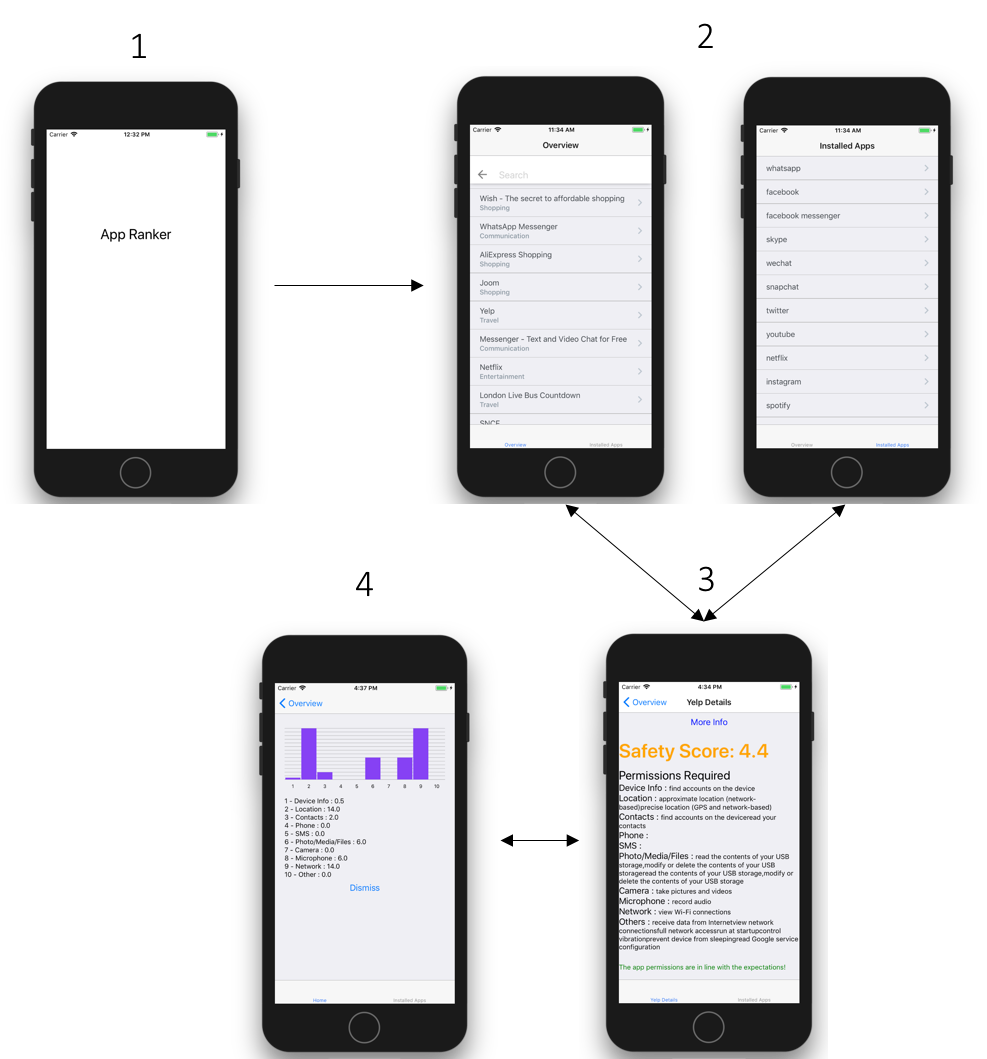 1
Carrier 12:32 PM
App Ranker
2
Carrier 11:34 AM
Overview
Search
Wish - The secret to affordable shopping
Shopping
WhatsApp Messenger
Communication
AliExpress Shopping
Shopping
Joom
Shopping
Yelp
Travel
Messenger - Text and Video Chat for Free
Communication
Netflix
Entertainment
London Live Bus Countdown
Travel
SNCF
Overview Installed Apps
Carrier 11:34 AM
Installed Apps
whatsapp
facebook
facebook messenger
skype
wechat
snapchat
twitter
youtube
netflix
instagram
spotify
Overview Installed Apps
3
Carrier 4:34 PM
Overview Yelp Details
More Info
Safety Score: 4.4
Permissions Required
Device Info : find accounts on the device
Location : approximate location (network-
based)precise location (GPS and network-based)
Contacts : find accounts on the deviceread your
contacts
Phone :
SMS :
Photo/Media/Files : read the contents of your USB
storage,modify or delete the contents of your USB
storageread the contents of your USB storage,modify or
delete the contents of your USB storage
Camera : take pictures and videos
Microphone : record audio
Network : view Wi-Fi connections
Others : receive data from Internetview network
connectionsfull network accessrun at startupcontrol
vibrationprevent device from sleepingread Google service
configuration
The app permissions are in line with the expectations!
Yelp Details Installed Apps
4
Carrier 4:37 PM
Overview
1 2 3 4 5 6 7 8 9 10
1 - Device Info : 0.5
2 - Location : 14.0
3 - Contacts : 2.0
4 - Phone : 0.0
5 - SMS : 0.0
6 - Photo/Media/Files : 6.0
7 - Camera : 0.0
8 - Microphone : 6.0
9 - Network : 14.0
10 - Other : 0.0
Dismiss
Home Installed Apps